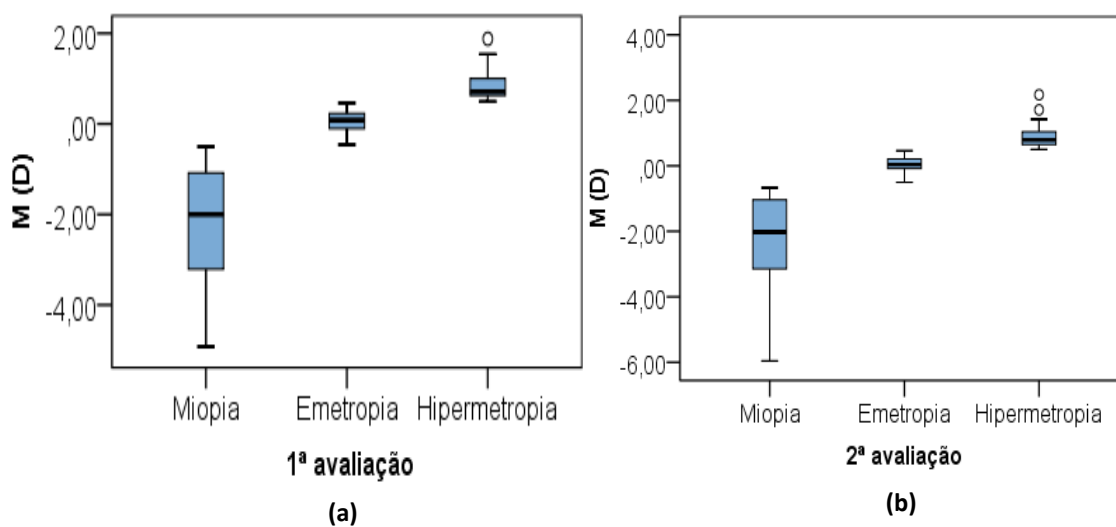 2,00
,00
-2,00
-4,00
M (D)
Miopia
Emetropia
Hipermetropia
1ª avaliação
(a)
4,00
2,00
,00
-2,00
-4,00
-6,00
M (D)
Miopia
Emetropia
Hipermetropia
2ª avaliação
(b)